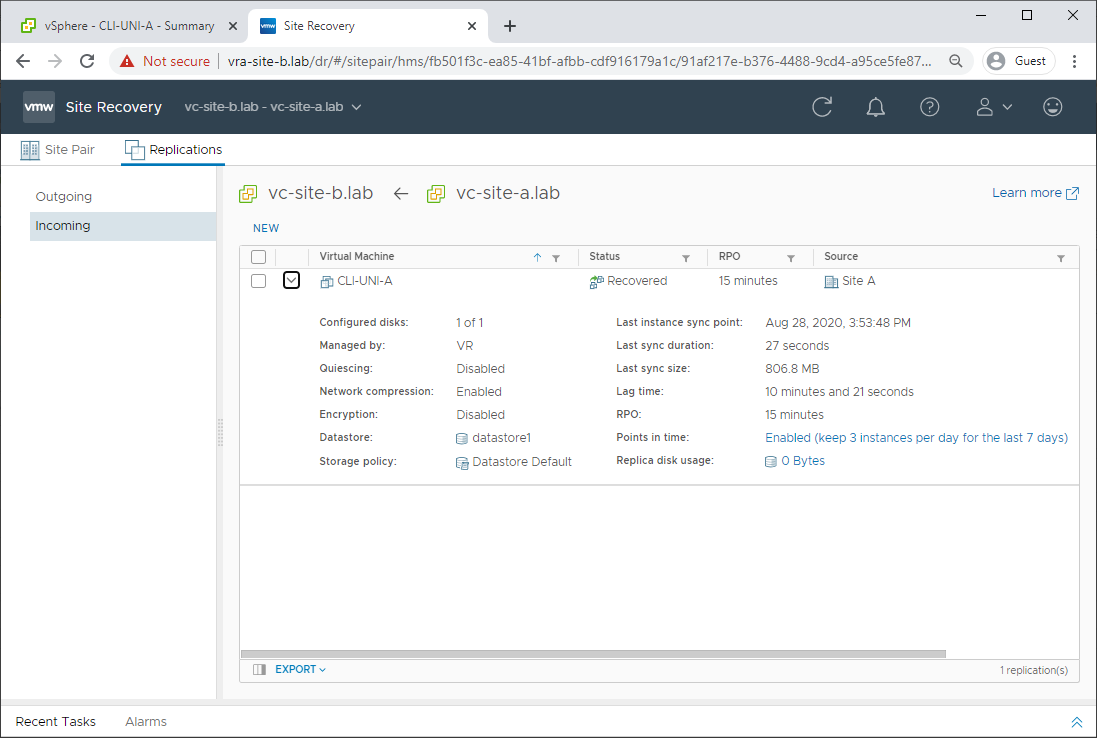 vSphere - CLI-UNI-A - Summary
vmw Site Recovery
Not secure vra-site-b.lab/dr/#/sitepair/hms/fb501f3c-ea85-41bf-afbb-cdf916179a1c/91af217e-b376-4488-9cd4-a95ce5fe87... Guest
vmw Site Recovery vc-site-b.lab - vc-site-a.lab
Site Pair Replications
Outgoing
Incoming
vc-site-b.lab vc-site-a.lab Learn more
NEW
Virtual Machine Status RPO Source
CLI-UNI-A Recovered 15 minutes Site A
Configured disks: 1 of 1 Last instance sync point: Aug 28, 2020, 3:53:48 PM
Managed by: VR Last sync duration: 27 seconds
Quiescing: Disabled Last sync size: 806.8 MB
Network compression: Enabled Lag time: 10 minutes and 21 seconds
Encryption: Disabled RPO: 15 minutes
Datastore: datastore1 Points in time: Enabled (keep 3 instances per day for the last 7 days)
Storage policy: Datastore Default Replica disk usage: 0 Bytes
EXPORT 1 replication(s)
Recent Tasks Alarms